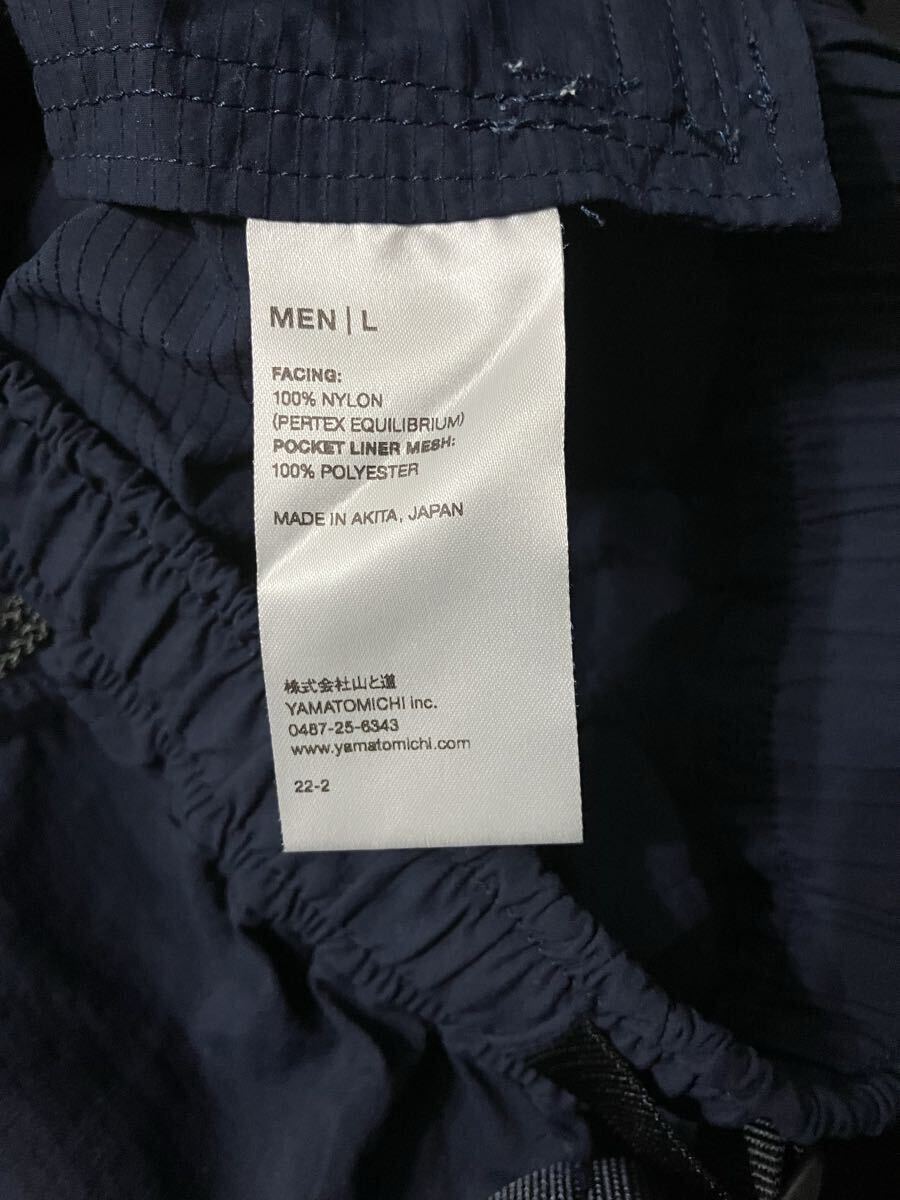 MEN | L
FACING:
100% NYLON
(PERTEX EQUILIBRIUM)
POCKET LINER MESH:
100% POLYESTER
MADE IN AKITA, JAPAN
株式会社山と道
YAMATOMICHI inc.
0487-25-6343
www.yamatomichi.com
22-2